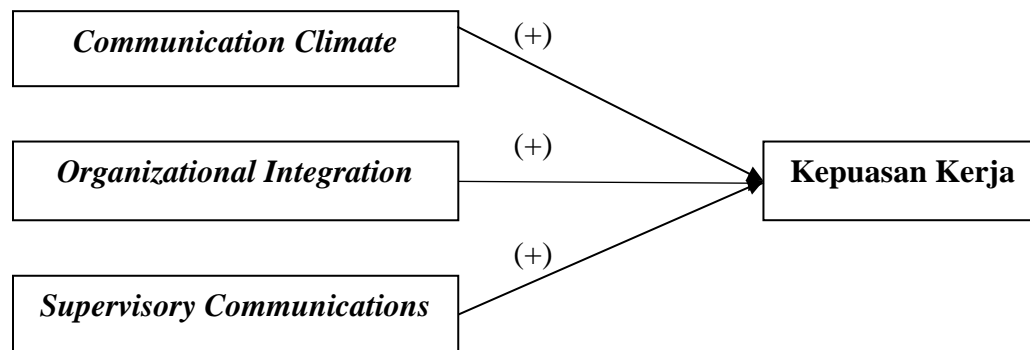 Communication Climate
(+)
Organizational Integration
(+)
Kepuasan Kerja
(+)
Supervisory Communications